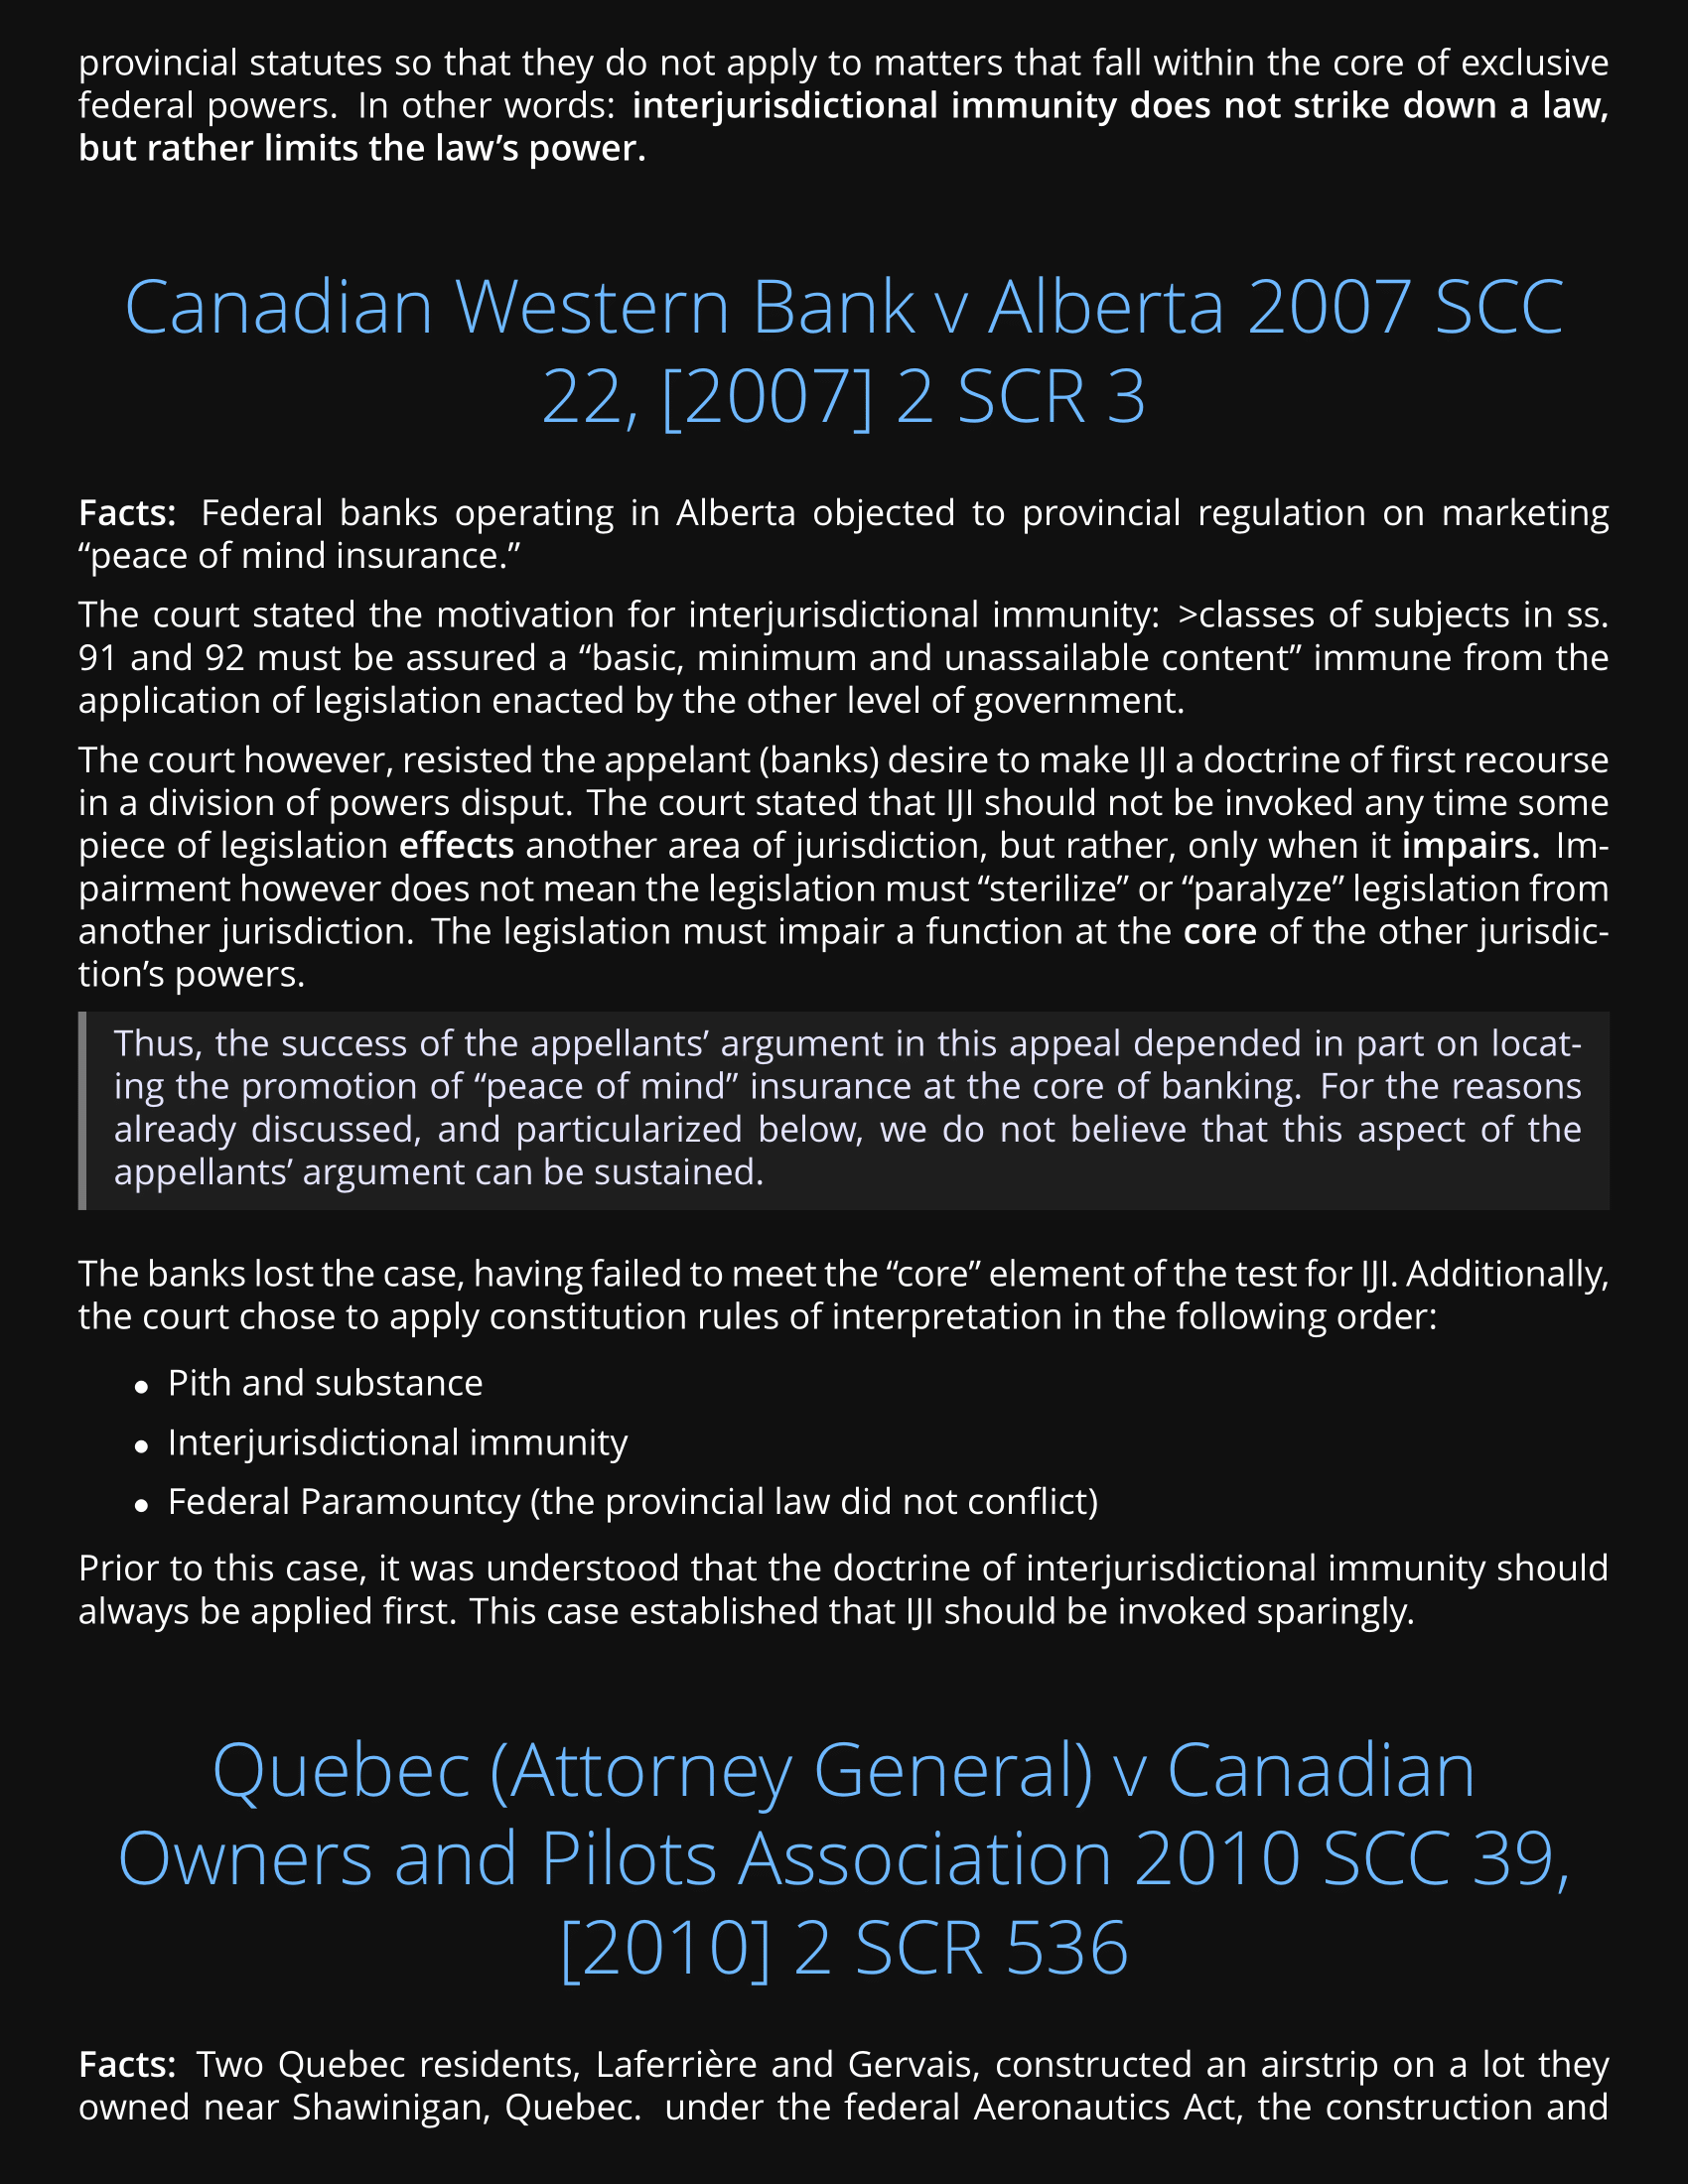 provincial statutes so that they do not apply to matters that fall within the core of exclusive
federal powers. In other words: interjurisdictional immunity does not strike down a law,
but rather limits the law’s power.
Canadian Western Bank v Alberta 2007 SCC
22, [2007] 2 SCR 3
Facts: Federal banks operating in Alberta objected to provincial regulation on marketing
“peace of mind insurance.”
The court stated the motivation for interjurisdictional immunity: >classes of subjects in ss.
91 and 92 must be assured a “basic, minimum and unassailable content” immune from the
application of legislation enacted by the other level of government.
The court however, resisted the appelant (banks) desire to make IJI a doctrine of first recourse
in a division of powers disput. The court stated that IJI should not be invoked any time some
piece of legislation effects another area of jurisdiction, but rather, only when it impairs. Im-
pairment however does not mean the legislation must “sterilize” or “paralyze” legislation from
another jurisdiction. The legislation must impair a function at the core of the other jurisdic-
tion’s powers.
Thus, the success of the appellants’ argument in this appeal depended in part on locat-
ing the promotion of “peace of mind” insurance at the core of banking. For the reasons
already discussed, and particularized below, we do not believe that this aspect of the
appellants’ argument can be sustained.
The banks lost the case, having failed to meet the “core” element of the test for IJI. Additionally,
the court chose to apply constitution rules of interpretation in the following order:
• Pith and substance
• Interjurisdictional immunity
• Federal Paramountcy (the provincial law did not conflict)
Prior to this case, it was understood that the doctrine of interjurisdictional immunity should
always be applied first. This case established that IJI should be invoked sparingly.
Quebec (Attorney General) v Canadian
Owners and Pilots Association 2010 SCC 39,
[2010] 2 SCR 536
Facts: Two Quebec residents, Laferrière and Gervais, constructed an airstrip on a lot they
owned near Shawinigan, Quebec. under the federal Aeronautics Act, the construction and